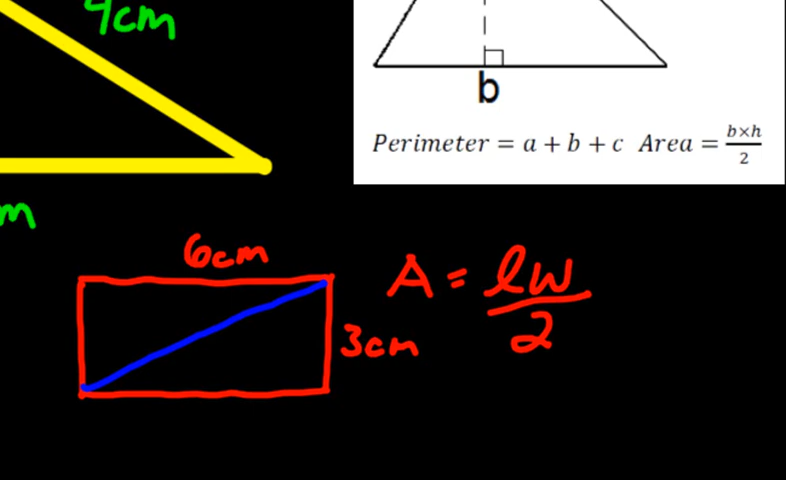 4cm
b
Perimeter = a + b + c Area = b×h/2
m
6cm
A = lw/2
3cm